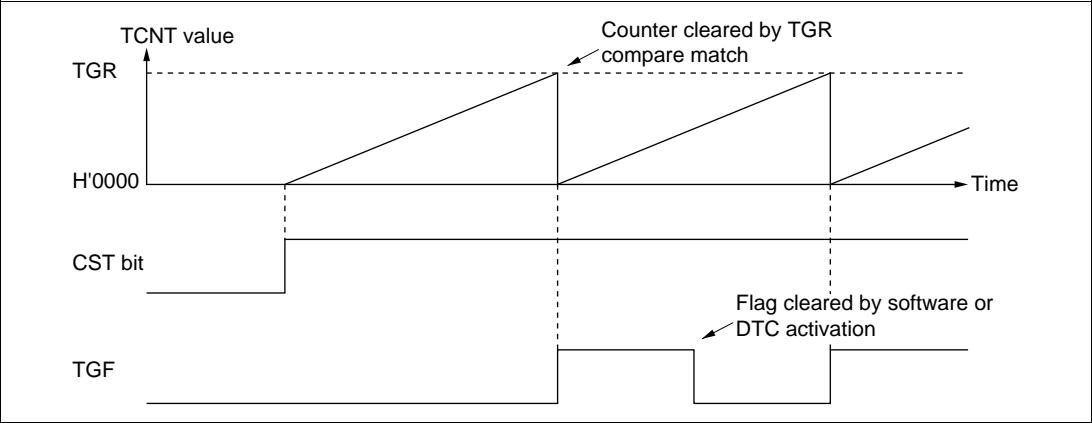 TCNT value
Counter cleared by TGR
compare match
TGR
H'0000
Time
CST bit
Flag cleared by software or
DTC activation
TGF